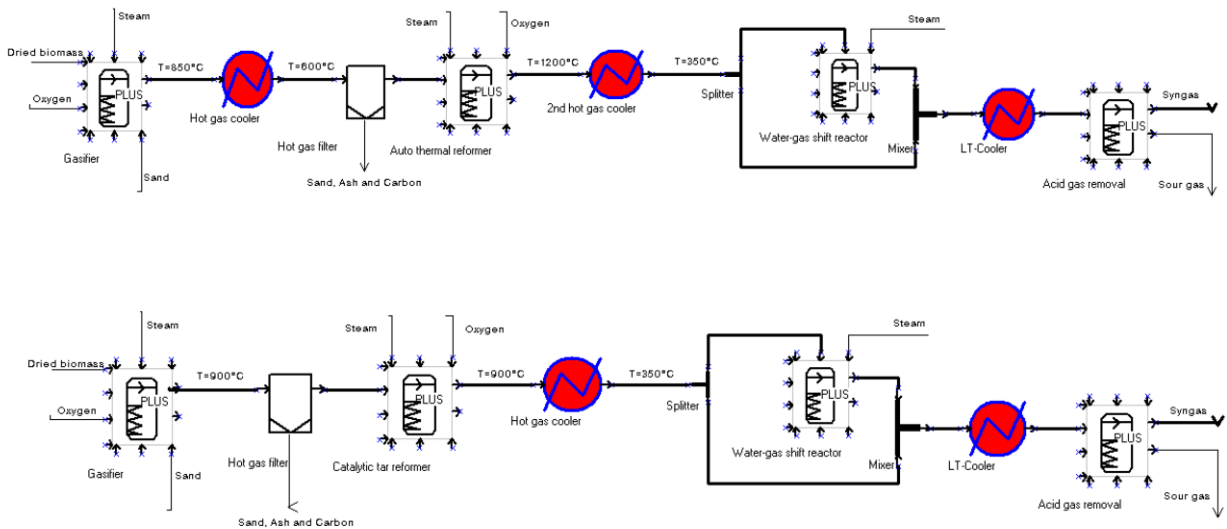 Steam
Steam
Oxygen
Steam
Dried biomass
T=850°C
T=600°C
T=1200°C
T=350°C
PLUS
PLUS
PLUS
Splitter
Oxygen
Hot gas cooler
2nd hot gas cooler
Syngas
PLUS
Water-gas shift reactor
Gasifier
Hot gas filter
Auto thermal reformer
Mixer
LT-Cooler
Sand
Sand, Ash and Carbon
Acid gas removal
Sour gas
Steam
Steam
Oxygen
Steam
Dried biomass
T=900°C
T=900°C
T=350°C
PLUS
PLUS
PLUS
Splitter
Oxygen
Hot gas cooler
Syngas
PLUS
Water-gas shift reactor
Gasifier
Sand
Hot gas filter
Catalytic tar reformer
Mixer
LT-Cooler
Acid gas removal
Sour gas
Sand, Ash and Carbon